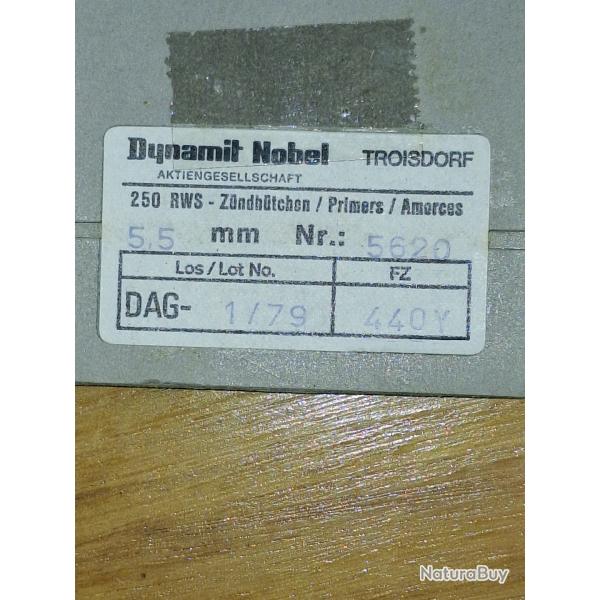 Dynamit Nobel TROISDORF
AKTIENGESELLSCHAFT
250 RWS - Zündhütchen / Primers / Amorces
5,5 mm Nr.: 5620
Los / Lot No. FZ
DAG- 1/79 440Y
NaturaBuy